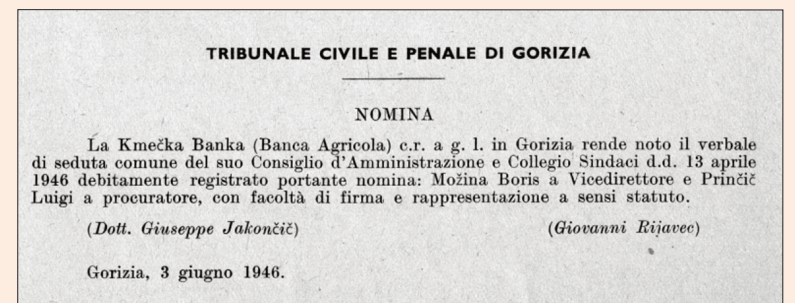 TRIBUNALE CIVILE E PENALE DI GORIZIA
NOMINA
La Kmečka Banka (Banca Agricola) c.r. a g. l. in Gorizia rende noto il verbale
di seduta comune del suo Consiglio d'Amministrazione e Collegio Sindaci d.d. 13 aprile
1946 debitamente registrato portante nomina: Možina Boris a Vicedirettore e Prinčič
Luigi a procuratore, con facoltà di firma e rappresentazione a sensi statuto.
(Dott. Giuseppe Jakončič) (Giovanni Rijavec)
Gorizia, 3 giugno 1946.